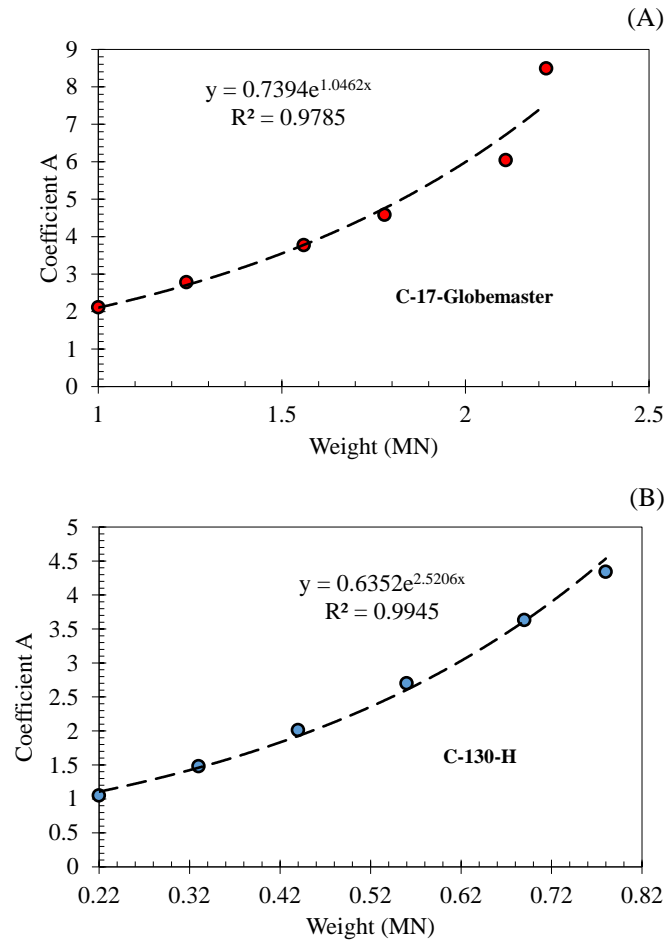 (A)
9
8
7
6
5
4
3
2
1
0
Coefficient A
y = 0.7394e^1.0462x
R² = 0.9785
C-17-Globemaster
1 1.5 2 2.5
Weight (MN)
(B)
5
4.5
4
3.5
3
2.5
2
1.5
1
0.5
0
Coefficient A
y = 0.6352e^2.5206x
R² = 0.9945
C-130-H
0.22 0.32 0.42 0.52 0.62 0.72 0.82
Weight (MN)